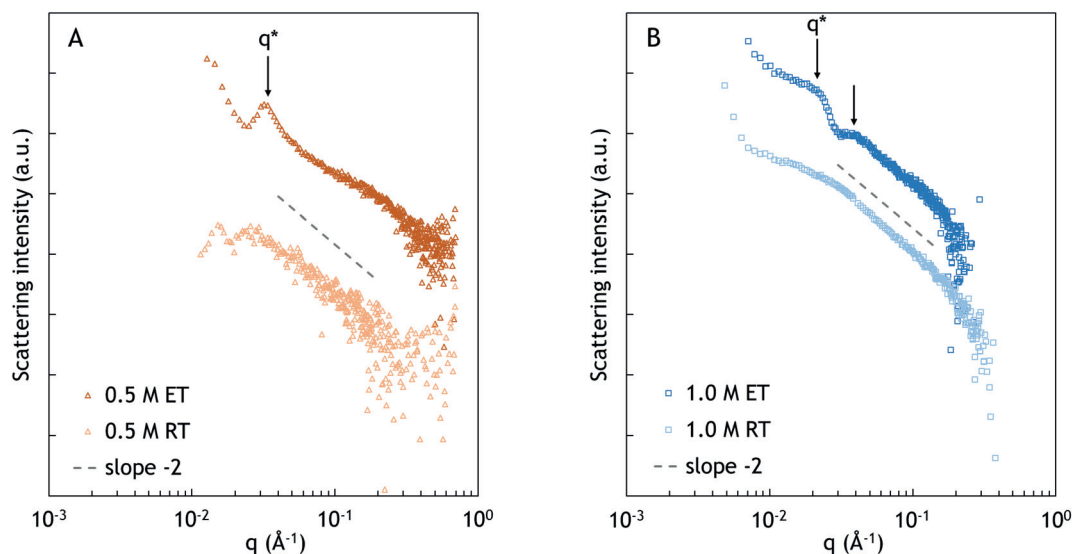 A
q*
Scattering intensity (a.u.)
0.5 M ET
0.5 M RT
slope -2
10⁻³
10⁻²
10⁻¹
10⁰
q (Å⁻¹)
B
q*
Scattering intensity (a.u.)
1.0 M ET
1.0 M RT
slope -2
10⁻³
10⁻²
10⁻¹
10⁰
q (Å⁻¹)